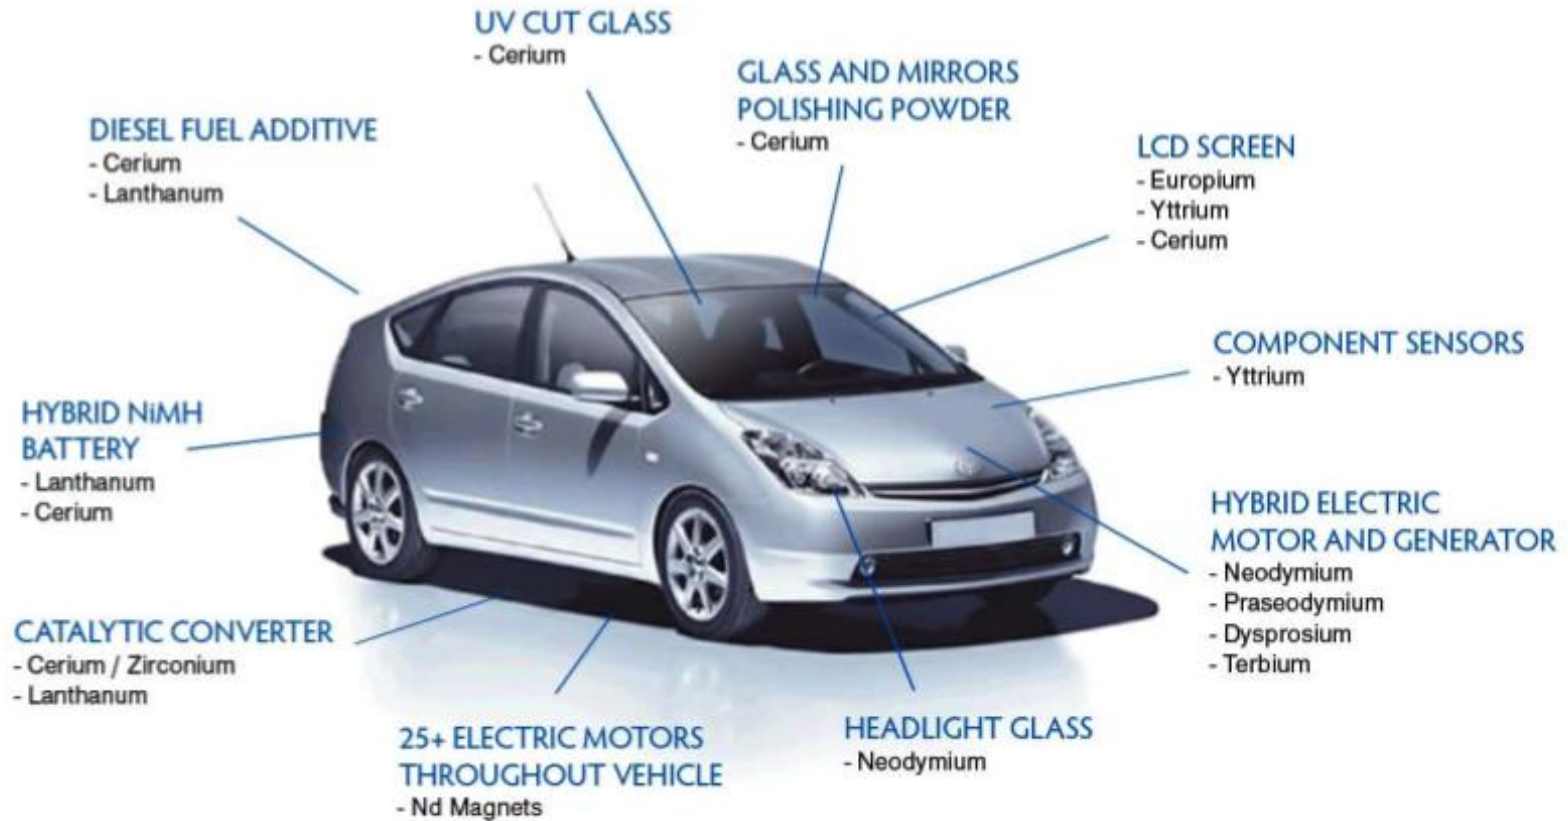 UV CUT GLASS
- Cerium
GLASS AND MIRRORS
POLISHING POWDER
- Cerium
DIESEL FUEL ADDITIVE
- Cerium
- Lanthanum
LCD SCREEN
- Europium
- Yttrium
- Cerium
COMPONENT SENSORS
- Yttrium
HYBRID NiMH
BATTERY
- Lanthanum
- Cerium
HYBRID ELECTRIC
MOTOR AND GENERATOR
- Neodymium
- Praseodymium
- Dysprosium
- Terbium
CATALYTIC CONVERTER
- Cerium / Zirconium
- Lanthanum
25+ ELECTRIC MOTORS
THROUGHOUT VEHICLE
- Nd Magnets
HEADLIGHT GLASS
- Neodymium